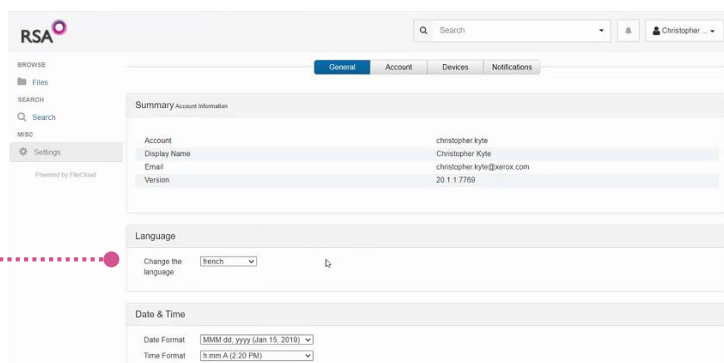 RSA
Search
Christopher ...
BROWSE
Files
SEARCH
Search
MISC
Settings
Powered by FileCloud
General Account Devices Notifications
Summary Account Information
Account christopher.kyte
Display Name Christopher Kyte
Email christopher.kyte@xerox.com
Version 20.1.1.7769
Language
Change the language french
Date & Time
Date Format MMM dd, yyyy (Jan 15, 2019)
Time Format h:mm A (2:20 PM)